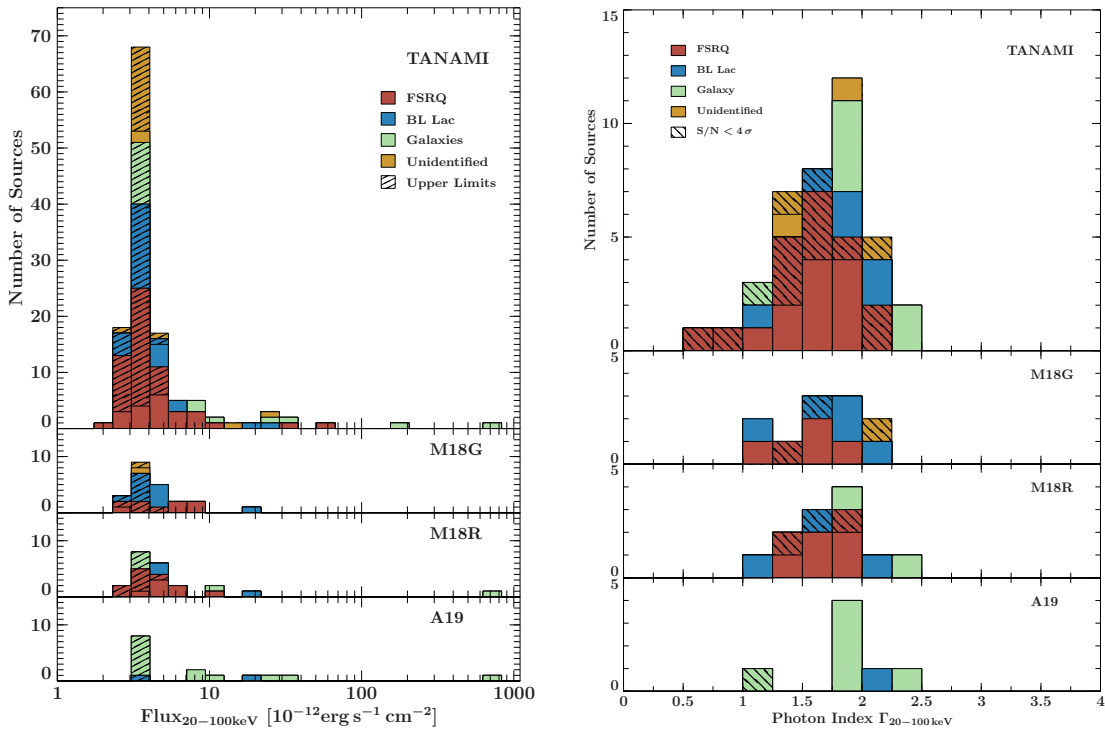 70
60
50
40
30
20
10
0
Number of Sources
TANAMI
FSRQ
BL Lac
Galaxies
Unidentified
Upper Limits
10
0
M18G
10
0
M18R
10
0
A19
1 10 100 1000
Flux20−100keV [10−12erg s−1 cm−2]
15
10
5
0
Number of Sources
TANAMI
FSRQ
BL Lac
Galaxy
Unidentified
S/N < 4 σ
5
0
M18G
5
0
M18R
5
0
A19
0 0.5 1 1.5 2 2.5 3 3.5 4
Photon Index Γ20−100 keV